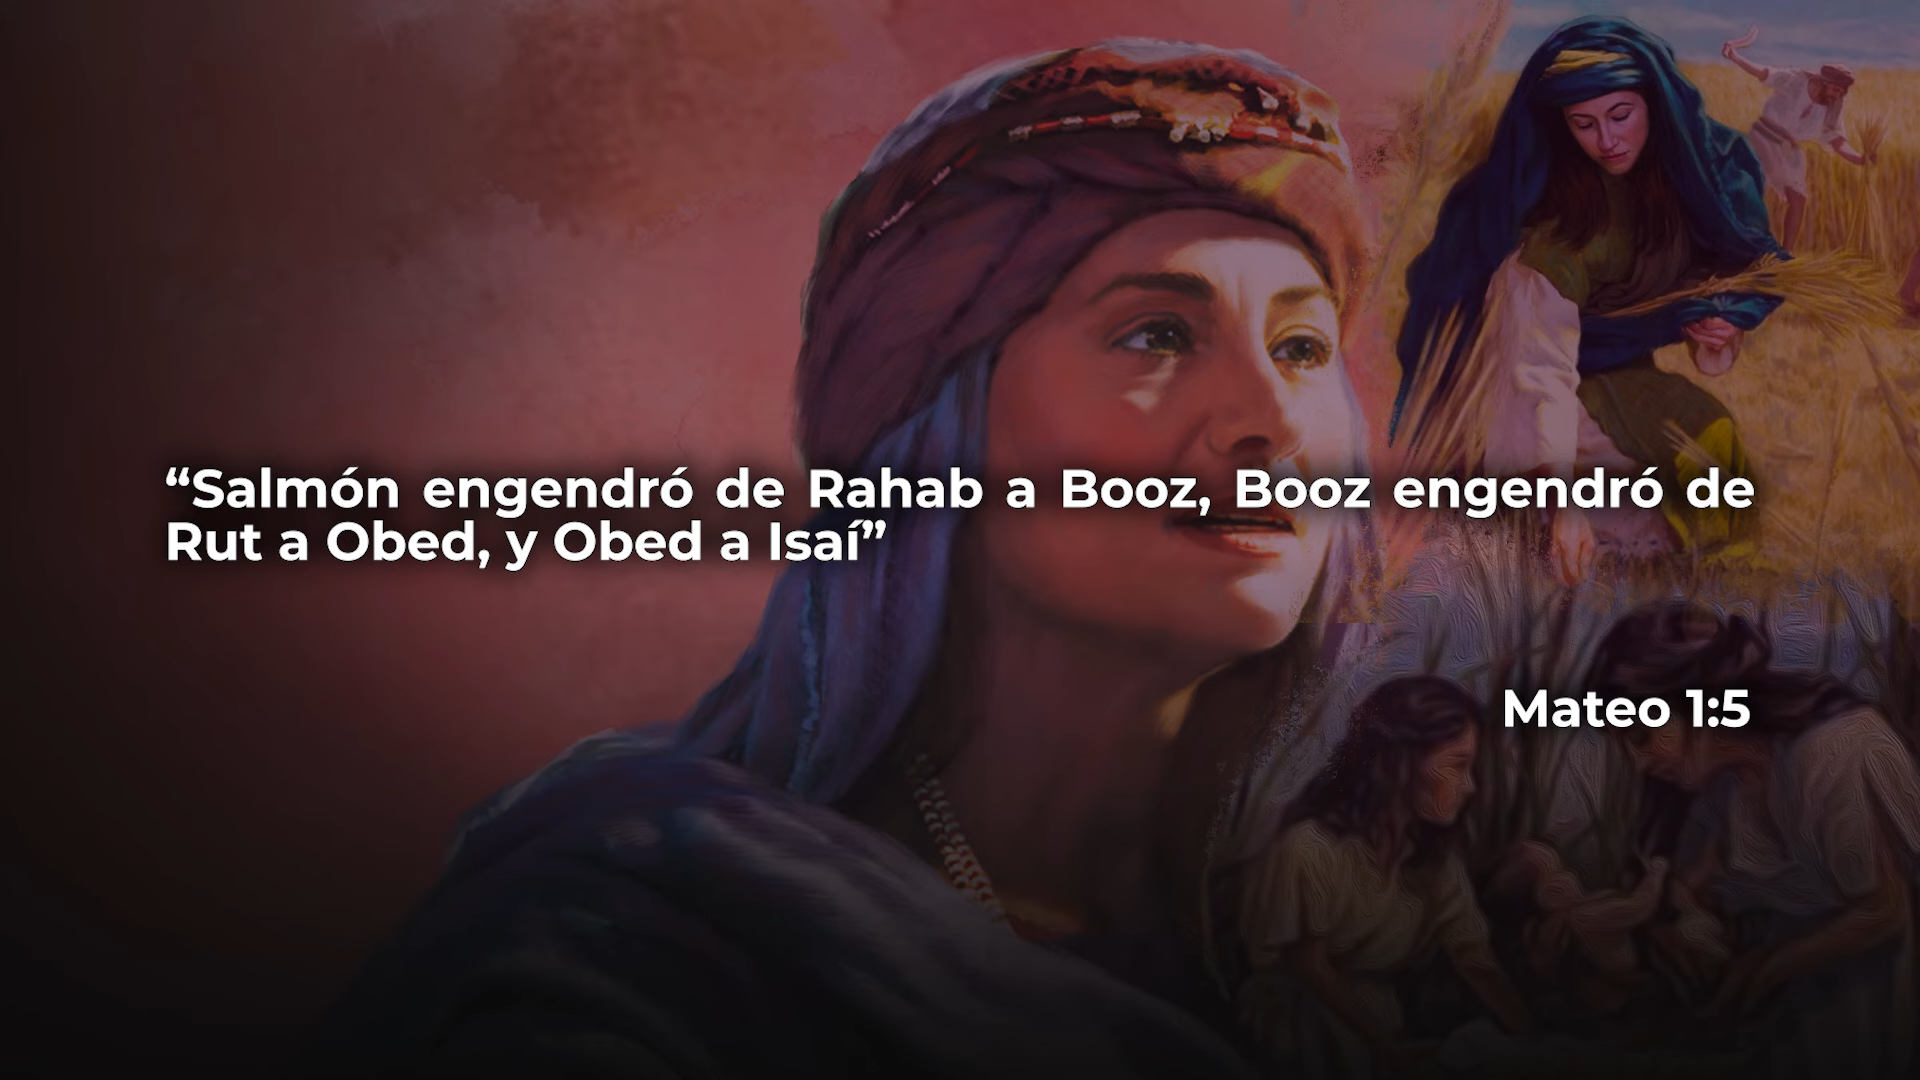 “Salmón engendró de Rahab a Booz, Booz engendró de
Rut a Obed, y Obed a Isaí”
Mateo 1:5